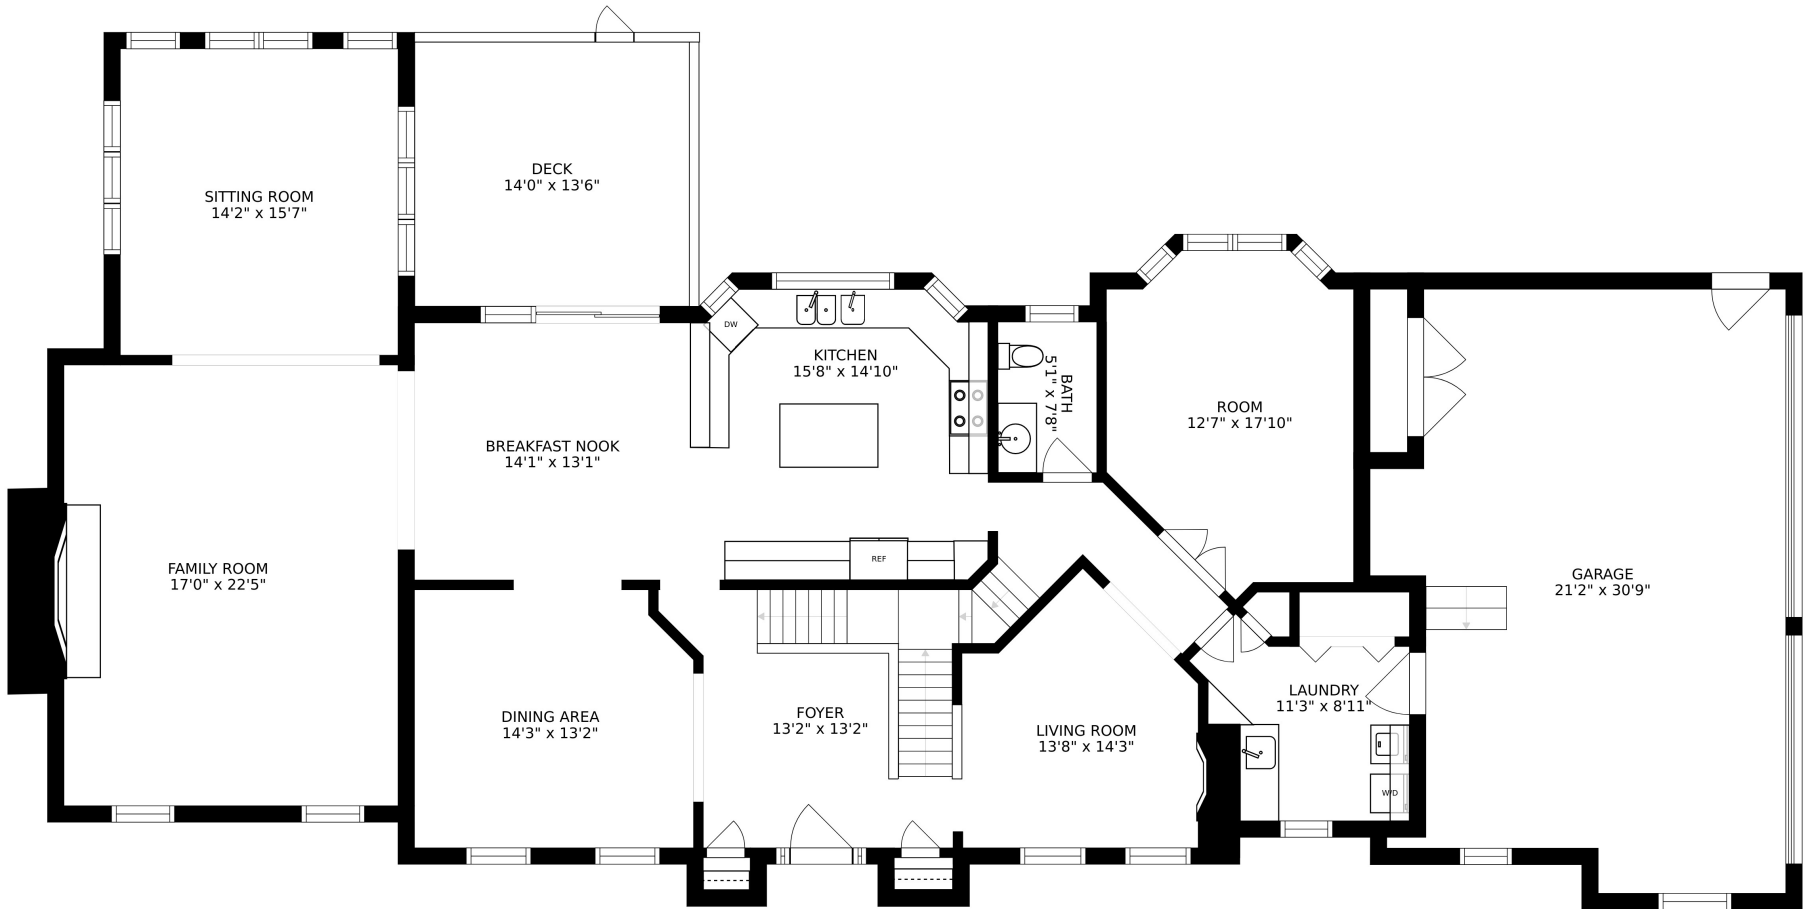 SITTING ROOM
14'2" x 15'7"
DECK
14'0" x 13'6"
DW
KITCHEN
15'8" x 14'10"
BATH
5'1" x 7'8"
ROOM
12'7" x 17'10"
BREAKFAST NOOK
14'1" x 13'1"
FAMILY ROOM
17'0" x 22'5"
REF
GARAGE
21'2" x 30'9"
DINING AREA
14'3" x 13'2"
FOYER
13'2" x 13'2"
LIVING ROOM
13'8" x 14'3"
LAUNDRY
11'3" x 8'11"
W/D